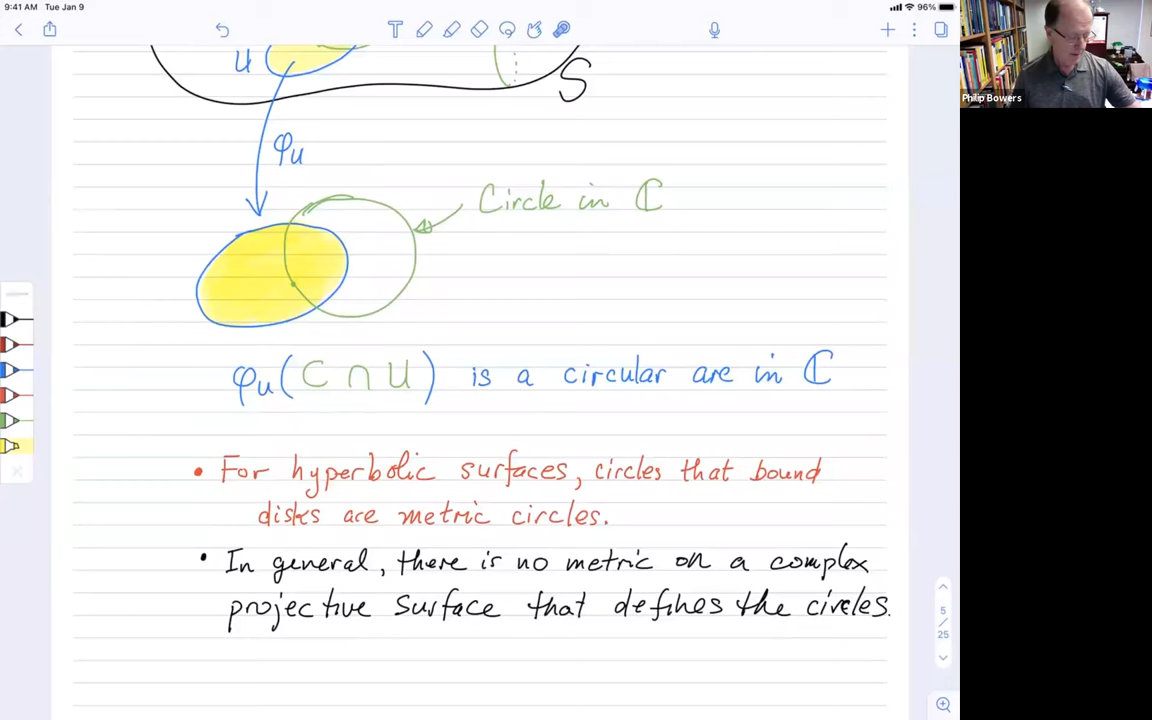 9:41 AM Tue Jan 9
96%
Philip Bowers
U
S
φu
Circle in ℂ
φu(C ∩ U) is a circular arc in ℂ
• For hyperbolic surfaces, circles that bound
disks are metric circles.
• In general, there is no metric on a complex
projective surface that defines the circles.
5
/
25